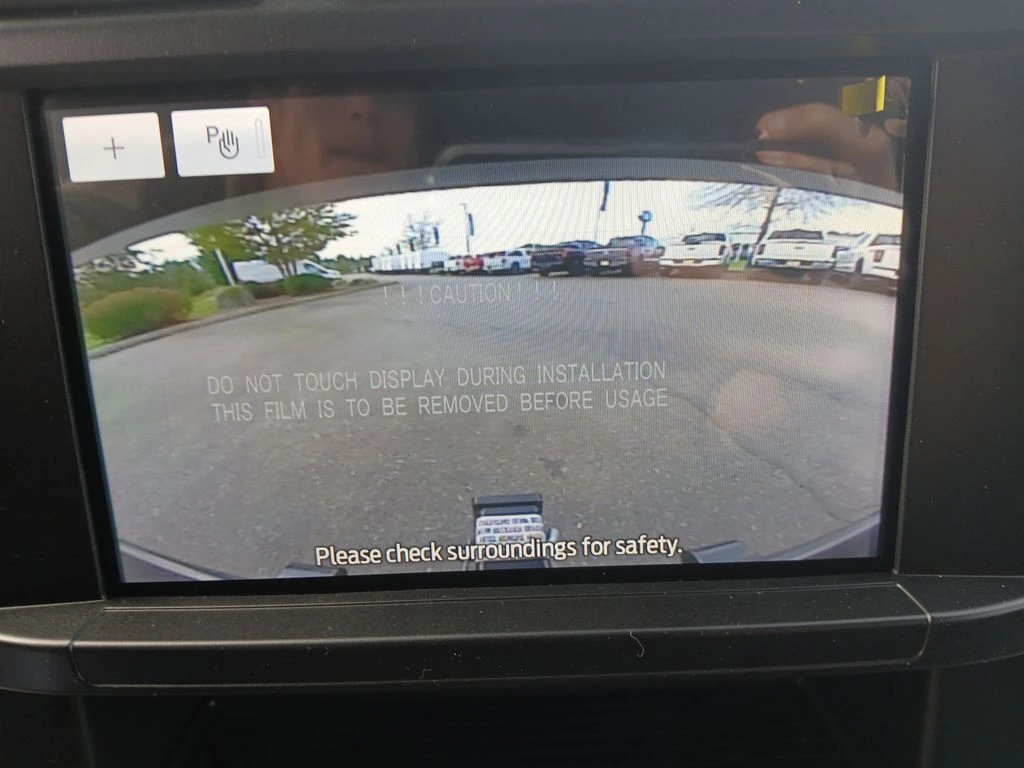 +
P
! ! ! CAUTION ! ! !
DO NOT TOUCH DISPLAY DURING INSTALLATION
THIS FILM IS TO BE REMOVED BEFORE USAGE
Please check surroundings for safety.